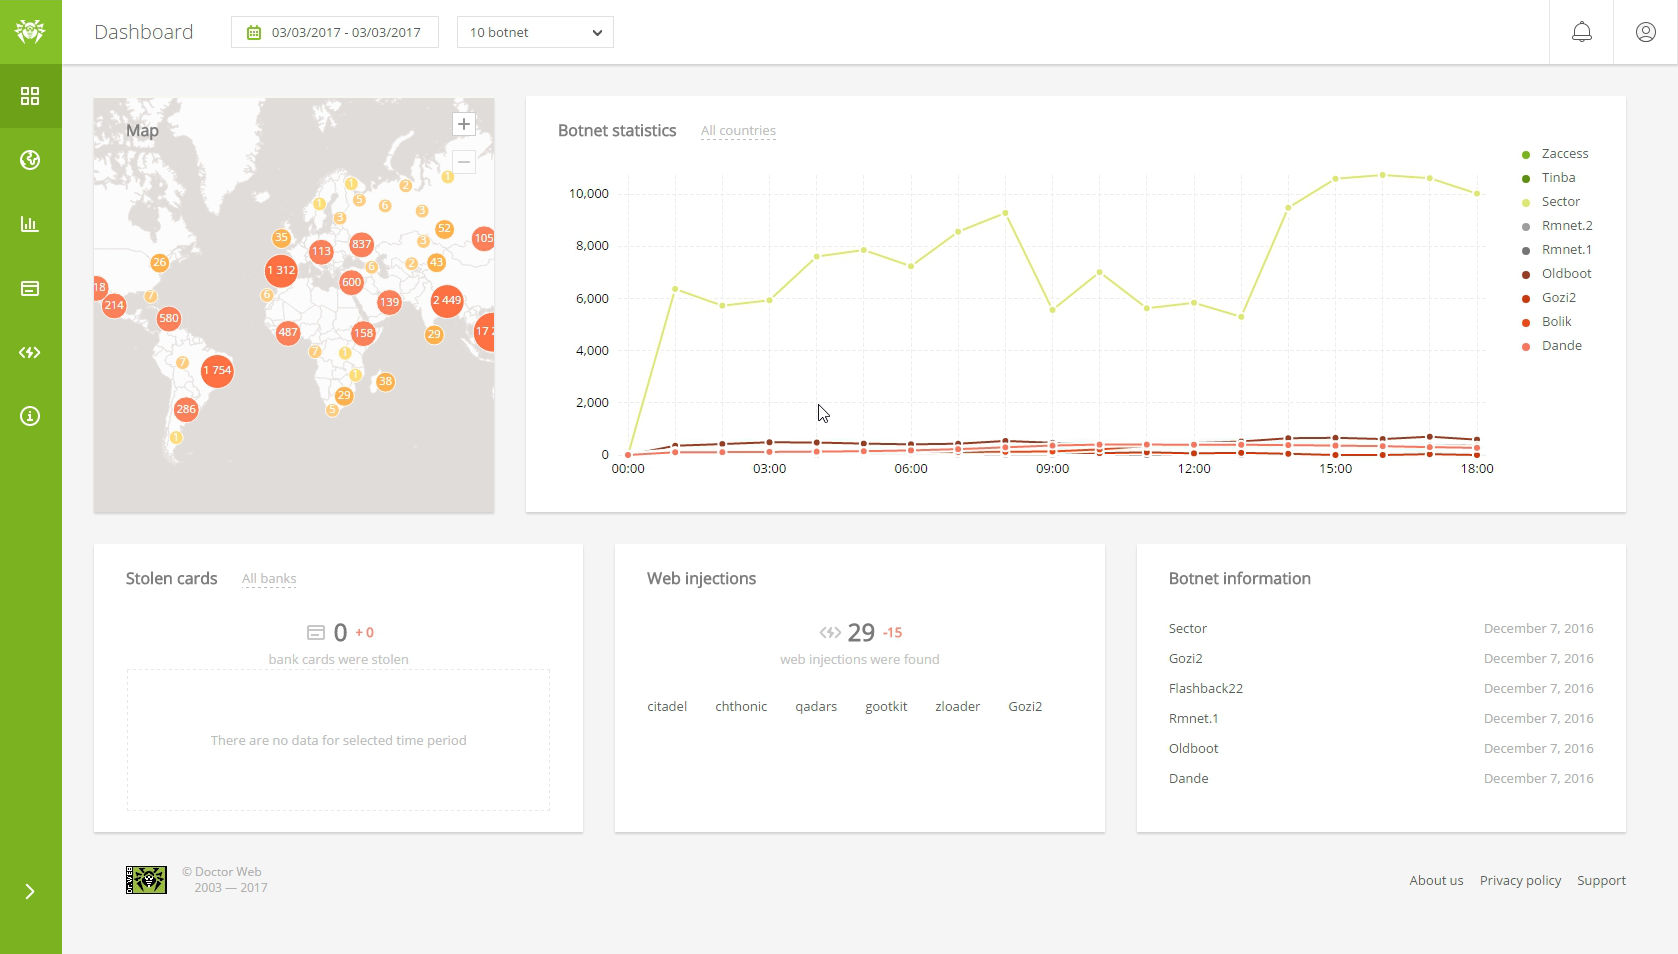 Dashboard
03/03/2017 - 03/03/2017
10 botnet
Map
+
−
1
2
1
5
6
1
3
3
52
35
105
837
113
3
26
2
43
6
1 312
600
18
7
6
214
139
2 449
580
487
158
29
17 2
7
1
7
1 754
1
38
29
286
5
1
Botnet statistics
All countries
10,000
8,000
6,000
4,000
2,000
0
00:00
03:00
06:00
09:00
12:00
15:00
18:00
Zaccess
Tinba
Sector
Rmnet.2
Rmnet.1
Oldboot
Gozi2
Bolik
Dande
Stolen cards
All banks
0 + 0
bank cards were stolen
There are no data for selected time period
Web injections
29 -15
web injections were found
citadel chthonic qadars gootkit zloader Gozi2
Botnet information
Sector December 7, 2016
Gozi2 December 7, 2016
Flashback22 December 7, 2016
Rmnet.1 December 7, 2016
Oldboot December 7, 2016
Dande December 7, 2016
Dr.WEB
© Doctor Web
2003 — 2017
About us Privacy policy Support